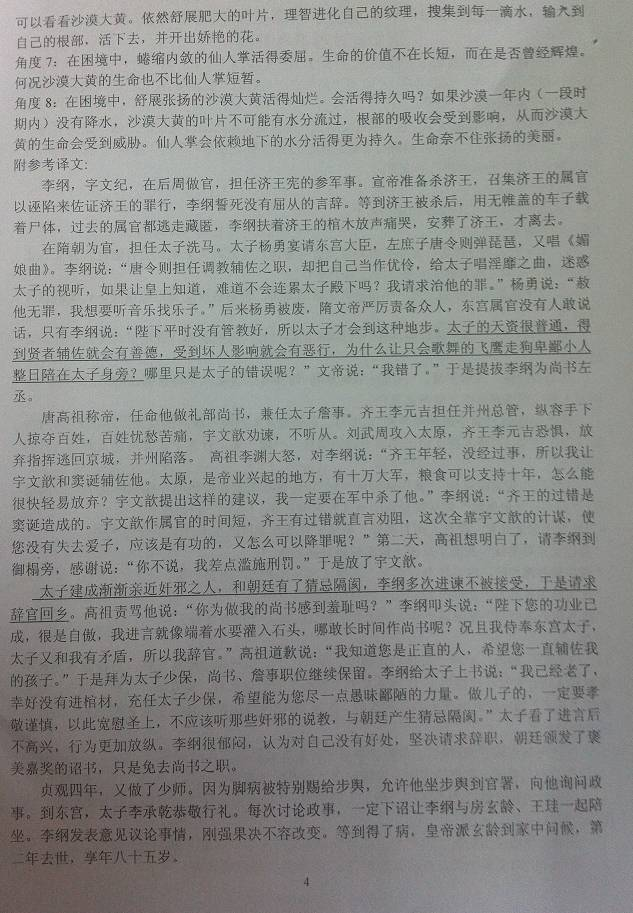 可以看看沙漠大黄。依然舒展肥大的叶片，理智进化自己的纹理，搜集到每一滴水，输入到
自己的根部，活下去，并开出娇艳的花。
角度 7：在困境中，蜷缩内敛的仙人掌活得委屈。生命的价值不在长短，而在是否曾经辉煌。
何况沙漠大黄的生命也不比仙人掌短暂。
角度 8：在困境中，舒展张扬的沙漠大黄活得灿烂。会活得持久吗？如果沙漠一年内（一段时
期内）没有降水，沙漠大黄的叶片不可能有水分流过，根部的吸收会受到影响，从而沙漠大
黄的生命会受到威胁。仙人掌会依赖地下的水分活得更为持久。生命奈不住张扬的美丽。
附参考译文：
李纲，字文纪，在后周做官，担任济王宪的参军事。宣帝准备杀济王，召集济王的属官
以诬陷来佐证济王的罪行，李纲誓死没有屈从的言辞。等到济王被杀后，用无帷盖的车子载
着尸体，过去的属官都逃走藏匿，李纲扶着济王的棺木放声痛哭，安葬了济王，才离去。
在隋朝为官，担任太子洗马。太子杨勇宴请东宫大臣，左庶子唐令则弹琵琶，又唱《媚
娘曲》。李纲说：“唐令则担任调教辅佐之职，却把自己当作优伶，给太子唱淫靡之曲，迷惑
太子的视听，如果让皇上知道，难道不会连累太子殿下吗？我请求治他的罪。”杨勇说：“赦
他无罪，我想要听音乐找乐子。”后来杨勇被废，隋文帝严厉责备众人，东宫属官没有人敢说
话，只有李纲说：“陛下平时没有管教好，所以太子才会到这种地步。太子的天资很普通，得
到贤者辅佐就会有善德，受到坏人影响就会有恶行，为什么让只会歌舞的飞鹰走狗卑鄙小人
整日陪在太子身旁？哪里只是太子的错误呢？”文帝说：“我错了。”于是提拔李纲为尚书左
丞。
唐高祖称帝，任命他做礼部尚书，兼任太子詹事。齐王李元吉担任并州总管，纵容手下
人掠夺百姓，百姓忧愁苦痛，宇文歆劝谏，不听从。刘武周攻入太原，齐王李元吉恐惧，放
弃指挥逃回京城，并州陷落。 高祖李渊大怒，对李纲说：“齐王年轻，没经过事，所以我让
宇文歆和窦诞辅佐他。太原，是帝业兴起的地方，有十万大军，粮食可以支持十年，怎么能
很快轻易放弃？宇文歆提出这样的建议，我一定要在军中杀了他。”李纲说：“齐王的过错是
窦诞造成的。宇文歆作属官的时间短，齐王有过错就直言劝阻，这次全靠宇文歆的计谋，使
您没有失去爱子，应该是有功的，又怎么可以降罪呢？”第二天，高祖想明白了，请李纲到
御榻旁，感谢说：“你不说，我差点滥施刑罚。”于是放了宇文歆。
太子建成渐渐亲近奸邪之人，和朝廷有了猜忌隔阂，李纲多次进谏不被接受，于是请求
辞官回乡。高祖责骂他说：“你为做我的尚书感到羞耻吗？”李纲叩头说：“陛下您的功业已
成，很是自傲，我进言就像端着水要灌入石头，哪敢长时间作尚书呢？况且我侍奉东宫太子，
太子又和我有矛盾，所以我辞官。”高祖道歉说：“我知道您是正直的人，希望您一直辅佐我
的孩子。”于是拜为太子少保，尚书、詹事职位继续保留。李纲给太子上书说：“我已经老了，
幸好没有进棺材，充任太子少保，希望能为您尽一点愚昧鄙陋的力量。做儿子的，一定要孝
敬谨慎，以此宽慰圣上，不应该听那些奸邪的说教，与朝廷产生猜忌隔阂。”太子看了进言后
不高兴，行为更加放纵。李纲很郁闷，认为对自己没有好处，坚决请求辞职，朝廷颁发了褒
美嘉奖的诏书，只是免去尚书之职。
贞观四年，又做了少师。因为脚病被特别赐给步舆，允许他坐步舆到官署，向他询问政
事。到东宫，太子李承乾恭敬行礼。每次讨论政事，一定下诏让李纲与房玄龄、王珪一起陪
坐。李纲发表意见议论事情，刚强果决不容改变。等到得了病，皇帝派玄龄到家中问候，第
二年去世，享年八十五岁。
4